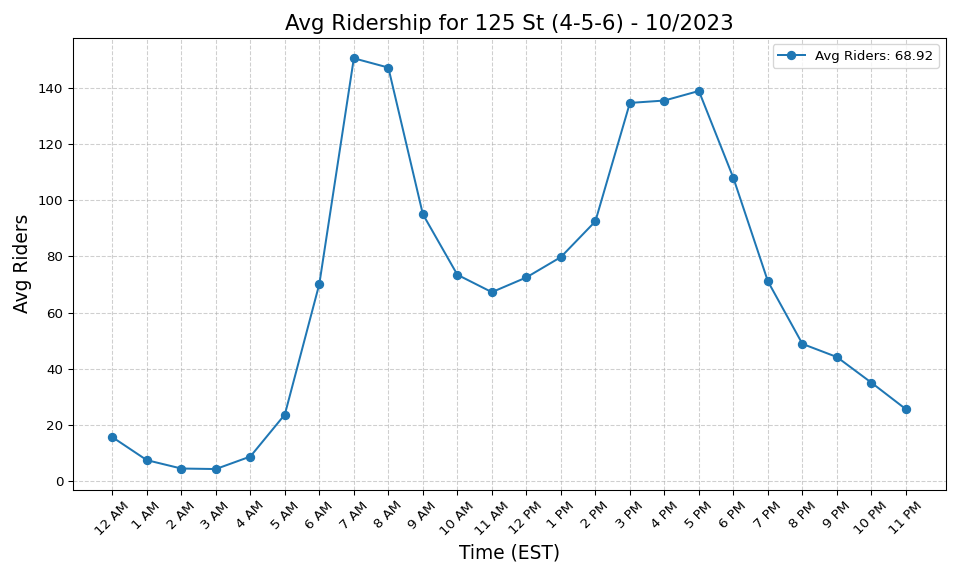 Avg Ridership for 125 St (4-5-6) - 10/2023
Avg Riders: 68.92
Avg Riders
140
120
100
80
60
40
20
0
12 AM
1 AM
2 AM
3 AM
4 AM
5 AM
6 AM
7 AM
8 AM
9 AM
10 AM
11 AM
12 PM
1 PM
2 PM
3 PM
4 PM
5 PM
6 PM
7 PM
8 PM
9 PM
10 PM
11 PM
Time (EST)